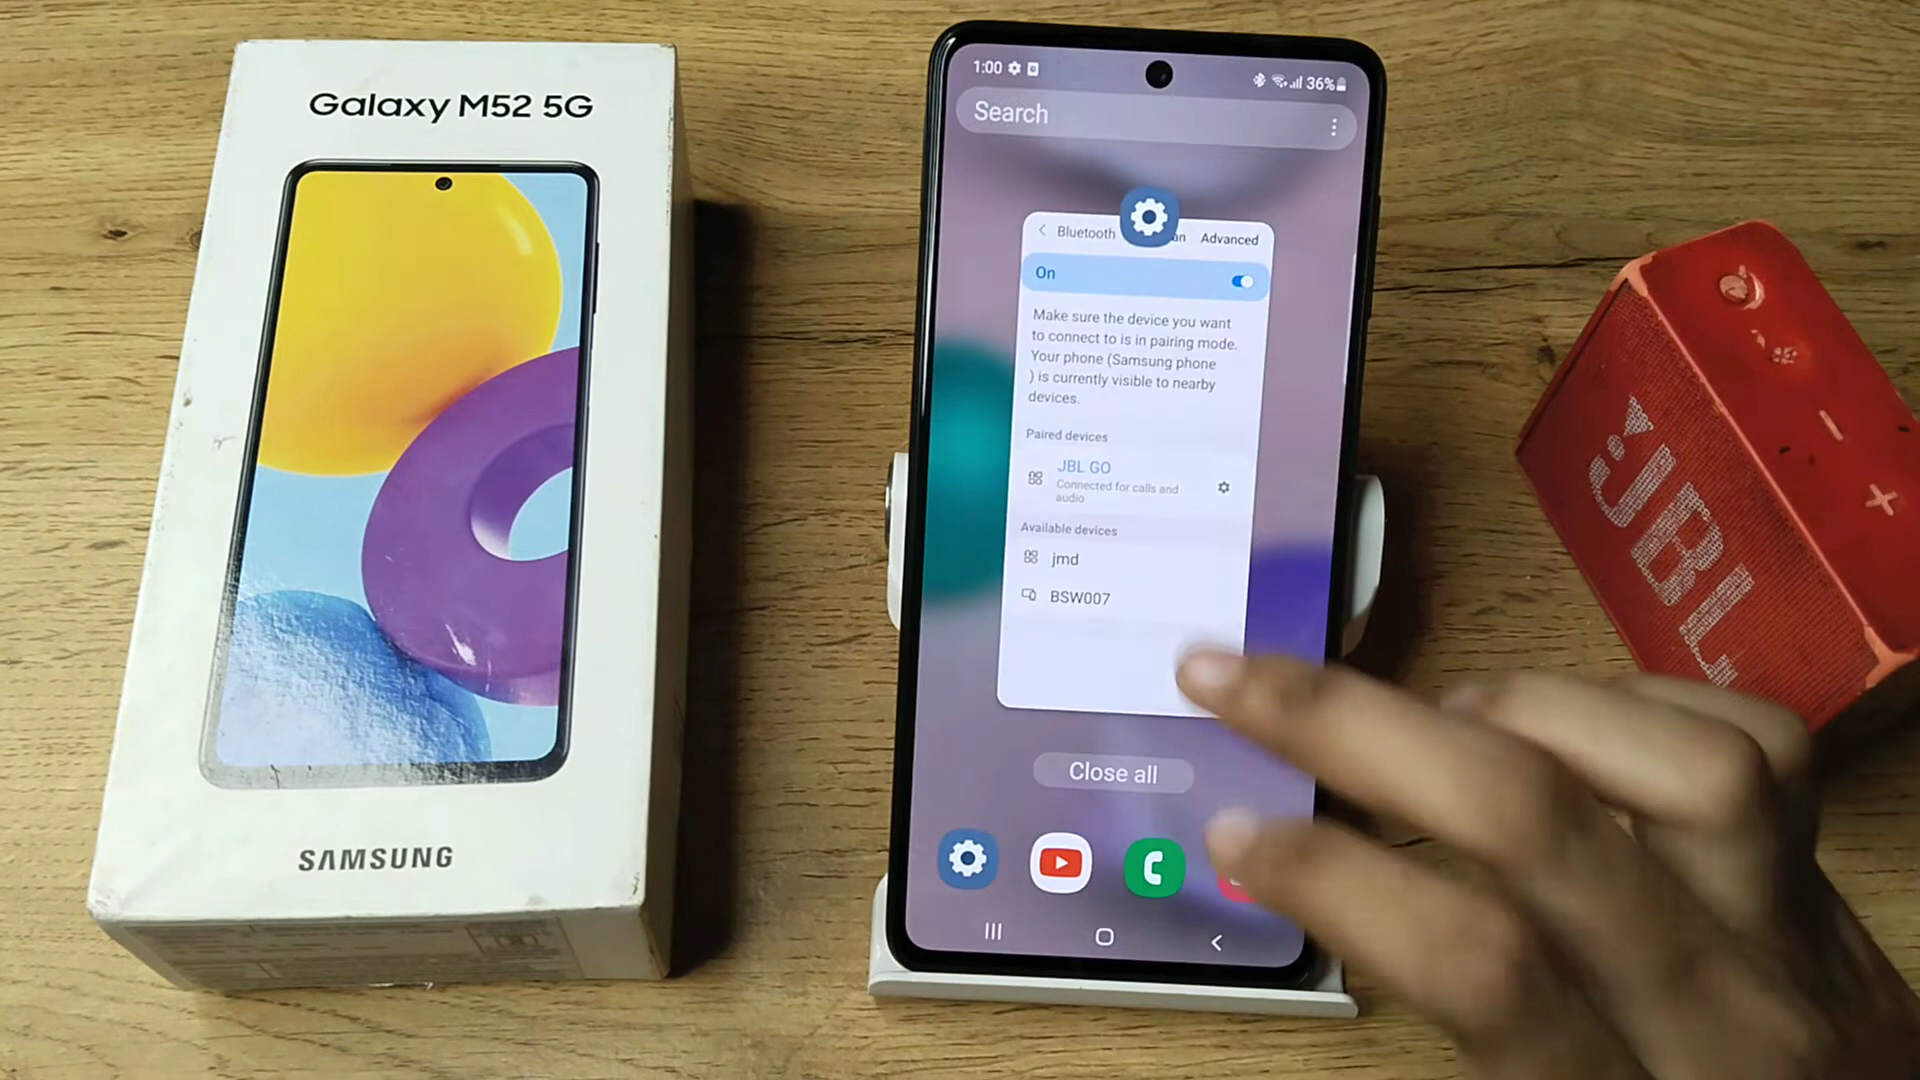 Galaxy M52 5G
SAMSUNG
1:00
36%
Search
Bluetooth
Advanced
On
Make sure the device you want
to connect to is in pairing mode.
Your phone (Samsung phone
) is currently visible to nearby
devices.
Paired devices
JBL GO
Connected for calls and
audio
Available devices
jmd
BSW007
Close all
JBL